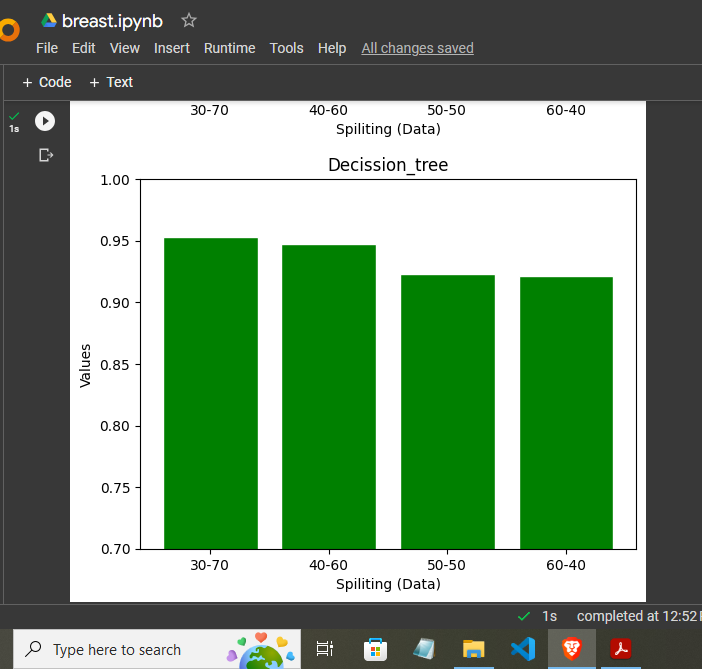 breast.ipynb
File Edit View Insert Runtime Tools Help All changes saved
+ Code + Text
1s
30-70 40-60 50-50 60-40
Spiliting (Data)
Decission_tree
1.00
0.95
0.90
0.85
0.80
0.75
0.70
Values
30-70 40-60 50-50 60-40
Spiliting (Data)
1s completed at 12:52
Type here to search